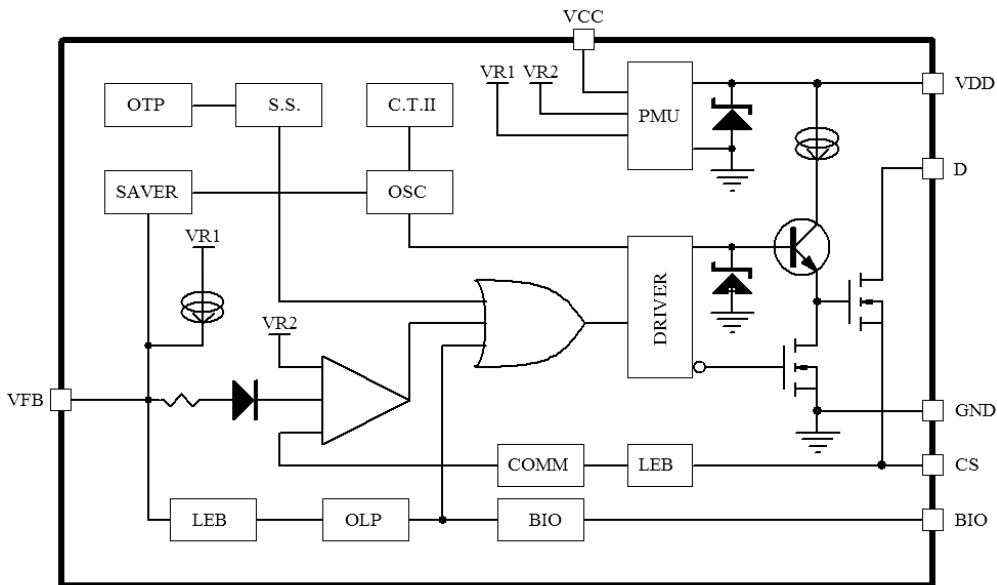 VCC
VR1 VR2
OTP S.S. C.T.II PMU VDD
SAVER OSC D
VR1
DRIVER
VR2
VFB GND
COMM LEB CS
LEB OLP BIO BIO